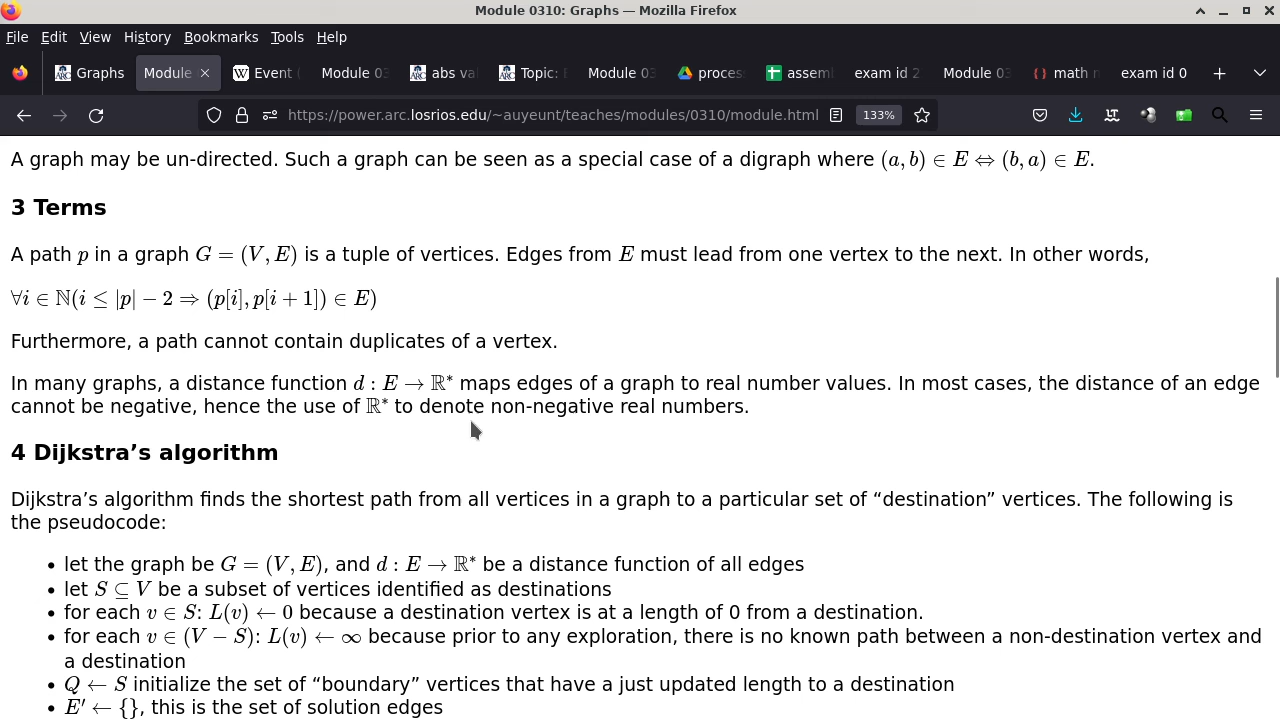 Module 0310: Graphs — Mozilla Firefox
File Edit View History Bookmarks Tools Help
Graphs Module Event ( Module 03 abs va Topic: Module 03 proces assem exam id 2 Module 03 math exam id 0
https://power.arc.losrios.edu/~auyeunt/teaches/modules/0310/module.html 133%
A graph may be un-directed. Such a graph can be seen as a special case of a digraph where (a, b) ∈ E ⇔ (b, a) ∈ E.
3 Terms
A path p in a graph G = (V, E) is a tuple of vertices. Edges from E must lead from one vertex to the next. In other words,
∀i ∈ ℕ(i ≤ |p| − 2 ⇒ (p[i], p[i + 1]) ∈ E)
Furthermore, a path cannot contain duplicates of a vertex.
In many graphs, a distance function d : E → ℝ* maps edges of a graph to real number values. In most cases, the distance of an edge
cannot be negative, hence the use of ℝ* to denote non-negative real numbers.
4 Dijkstra’s algorithm
Dijkstra’s algorithm finds the shortest path from all vertices in a graph to a particular set of “destination” vertices. The following is
the pseudocode:
• let the graph be G = (V, E), and d : E → ℝ* be a distance function of all edges
• let S ⊆ V be a subset of vertices identified as destinations
• for each v ∈ S: L(v) ← 0 because a destination vertex is at a length of 0 from a destination.
• for each v ∈ (V − S): L(v) ← ∞ because prior to any exploration, there is no known path between a non-destination vertex and
a destination
• Q ← S initialize the set of “boundary” vertices that have a just updated length to a destination
• E′ ← {}, this is the set of solution edges